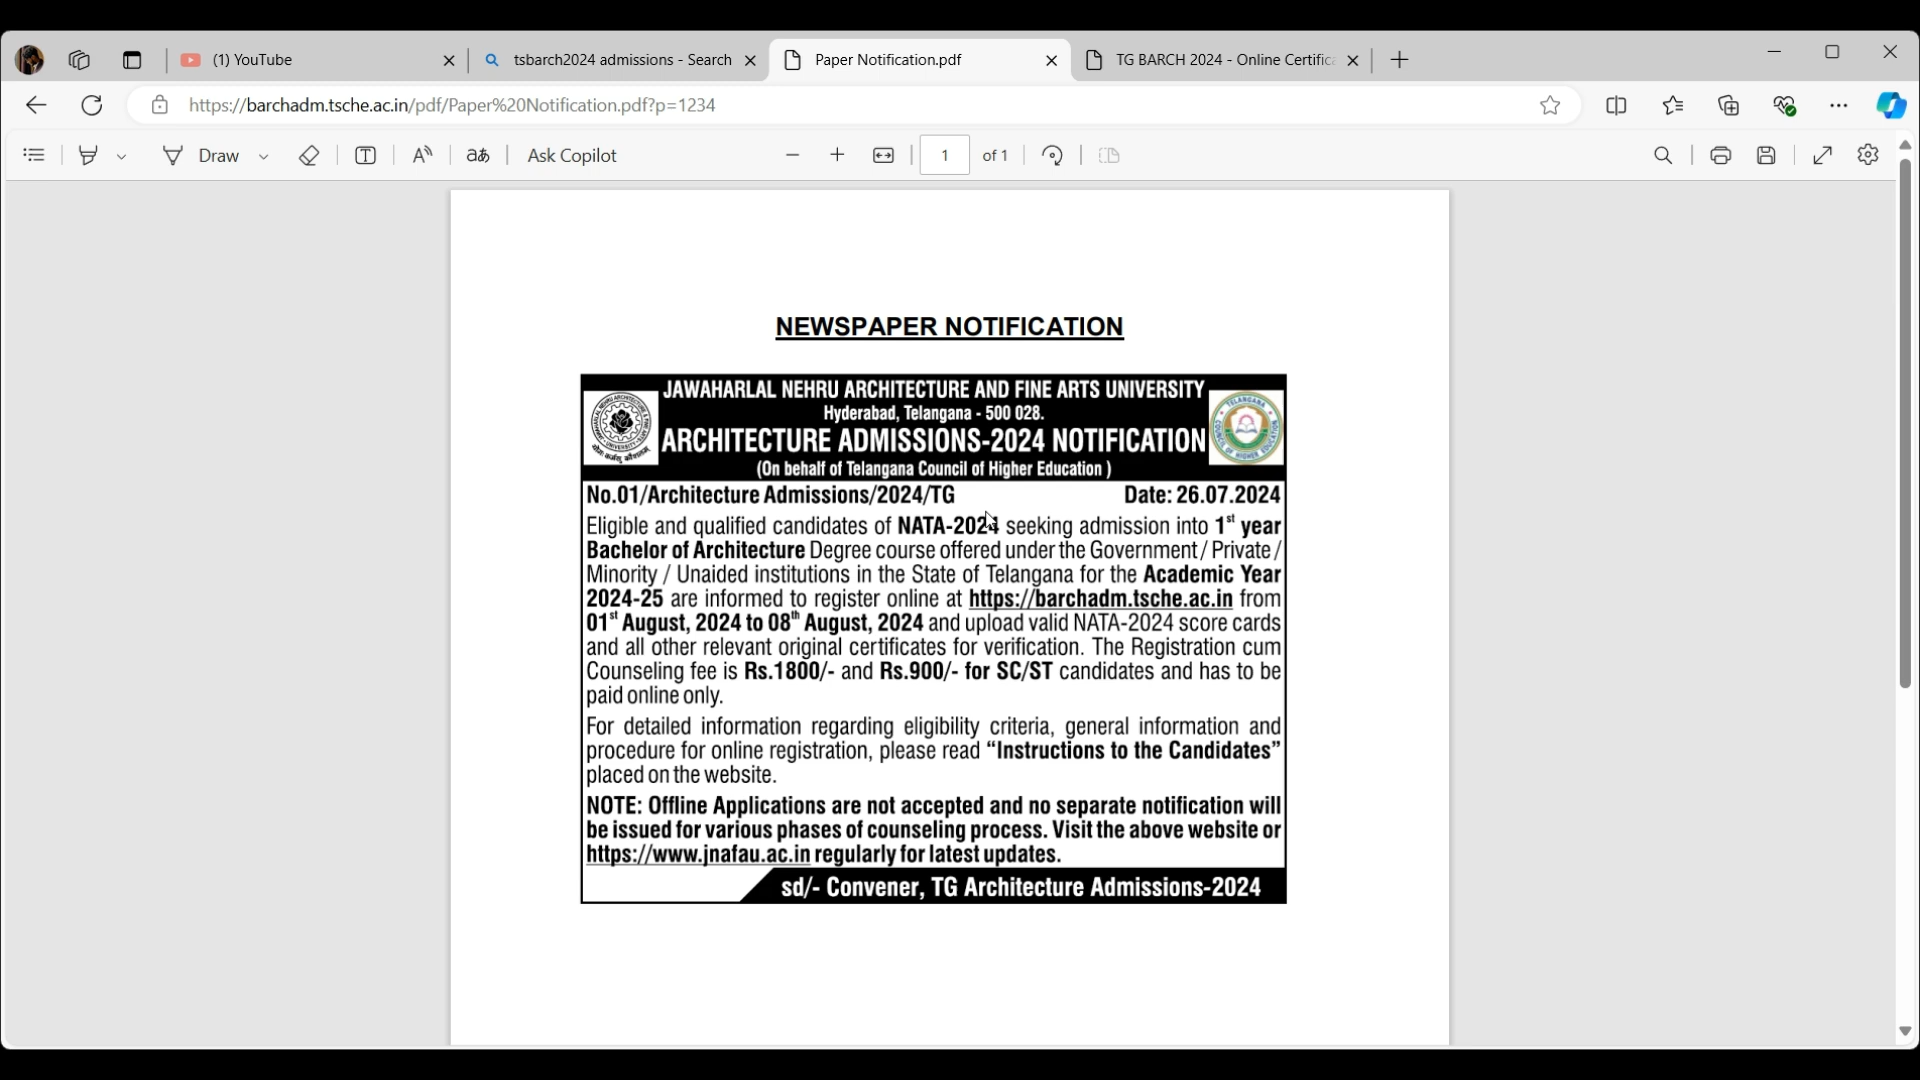 (1) YouTube
tsbarch2024 admissions - Search
Paper Notification.pdf
TG BARCH 2024 - Online Certific
https://barchadm.tsche.ac.in/pdf/Paper%20Notification.pdf?p=1234
Draw
Ask Copilot
1 of 1
NEWSPAPER NOTIFICATION
JAWAHARLAL NEHRU ARCHITECTURE AND FINE ARTS UNIVERSITY
Hyderabad, Telangana - 500 028.
ARCHITECTURE ADMISSIONS-2024 NOTIFICATION
(On behalf of Telangana Council of Higher Education )
No.01/Architecture Admissions/2024/TG Date: 26.07.2024
Eligible and qualified candidates of NATA-2024 seeking admission into 1st year
Bachelor of Architecture Degree course offered under the Government / Private /
Minority / Unaided institutions in the State of Telangana for the Academic Year
2024-25 are informed to register online at https://barchadm.tsche.ac.in from
01st August, 2024 to 08th August, 2024 and upload valid NATA-2024 score cards
and all other relevant original certificates for verification. The Registration cum
Counseling fee is Rs.1800/- and Rs.900/- for SC/ST candidates and has to be
paid online only.
For detailed information regarding eligibility criteria, general information and
procedure for online registration, please read “Instructions to the Candidates”
placed on the website.
NOTE: Offline Applications are not accepted and no separate notification will
be issued for various phases of counseling process. Visit the above website or
https://www.jnafau.ac.in regularly for latest updates.
sd/- Convener, TG Architecture Admissions-2024